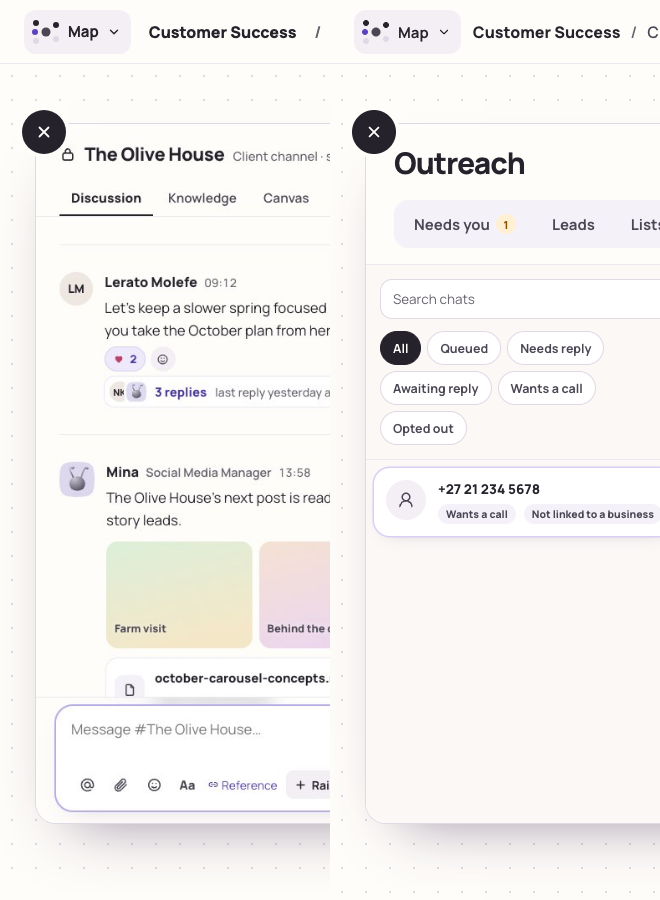 Map
Customer Success /
The Olive House Client channel ·
Discussion Knowledge Canvas
LM
Lerato Molefe 09:12
Let's keep a slower spring focused
you take the October plan from her
2
NK
3 replies last reply yesterday
Mina Social Media Manager 13:58
The Olive House's next post is
story leads.
Farm visit
Behind the
october-carousel-concepts.
Message #The Olive House…
@ Aa Reference +
Map
Customer Success / C
Outreach
Needs you 1 Leads Lists
Search chats
All Queued Needs reply
Awaiting reply Wants a call
Opted out
+27 21 234 5678
Wants a call Not linked to a business